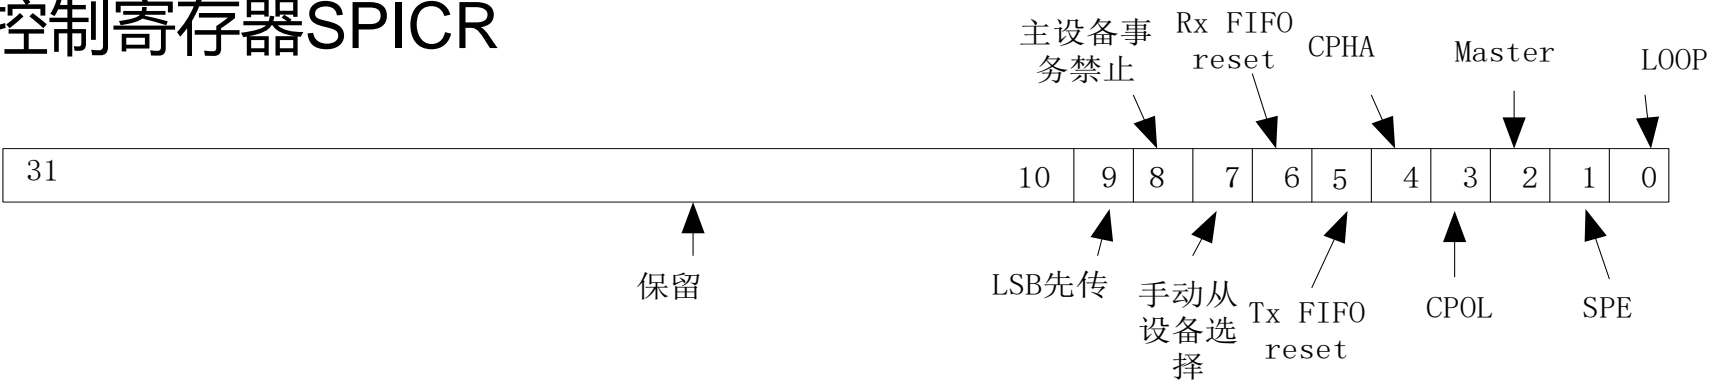 控制寄存器SPICR
主设备事
务禁止
Rx FIFO
reset
CPHA
Master
LOOP
31 10 9 8 7 6 5 4 3 2 1 0
保留
LSB先传
手动从
设备选
择
Tx FIFO
reset
CPOL
SPE